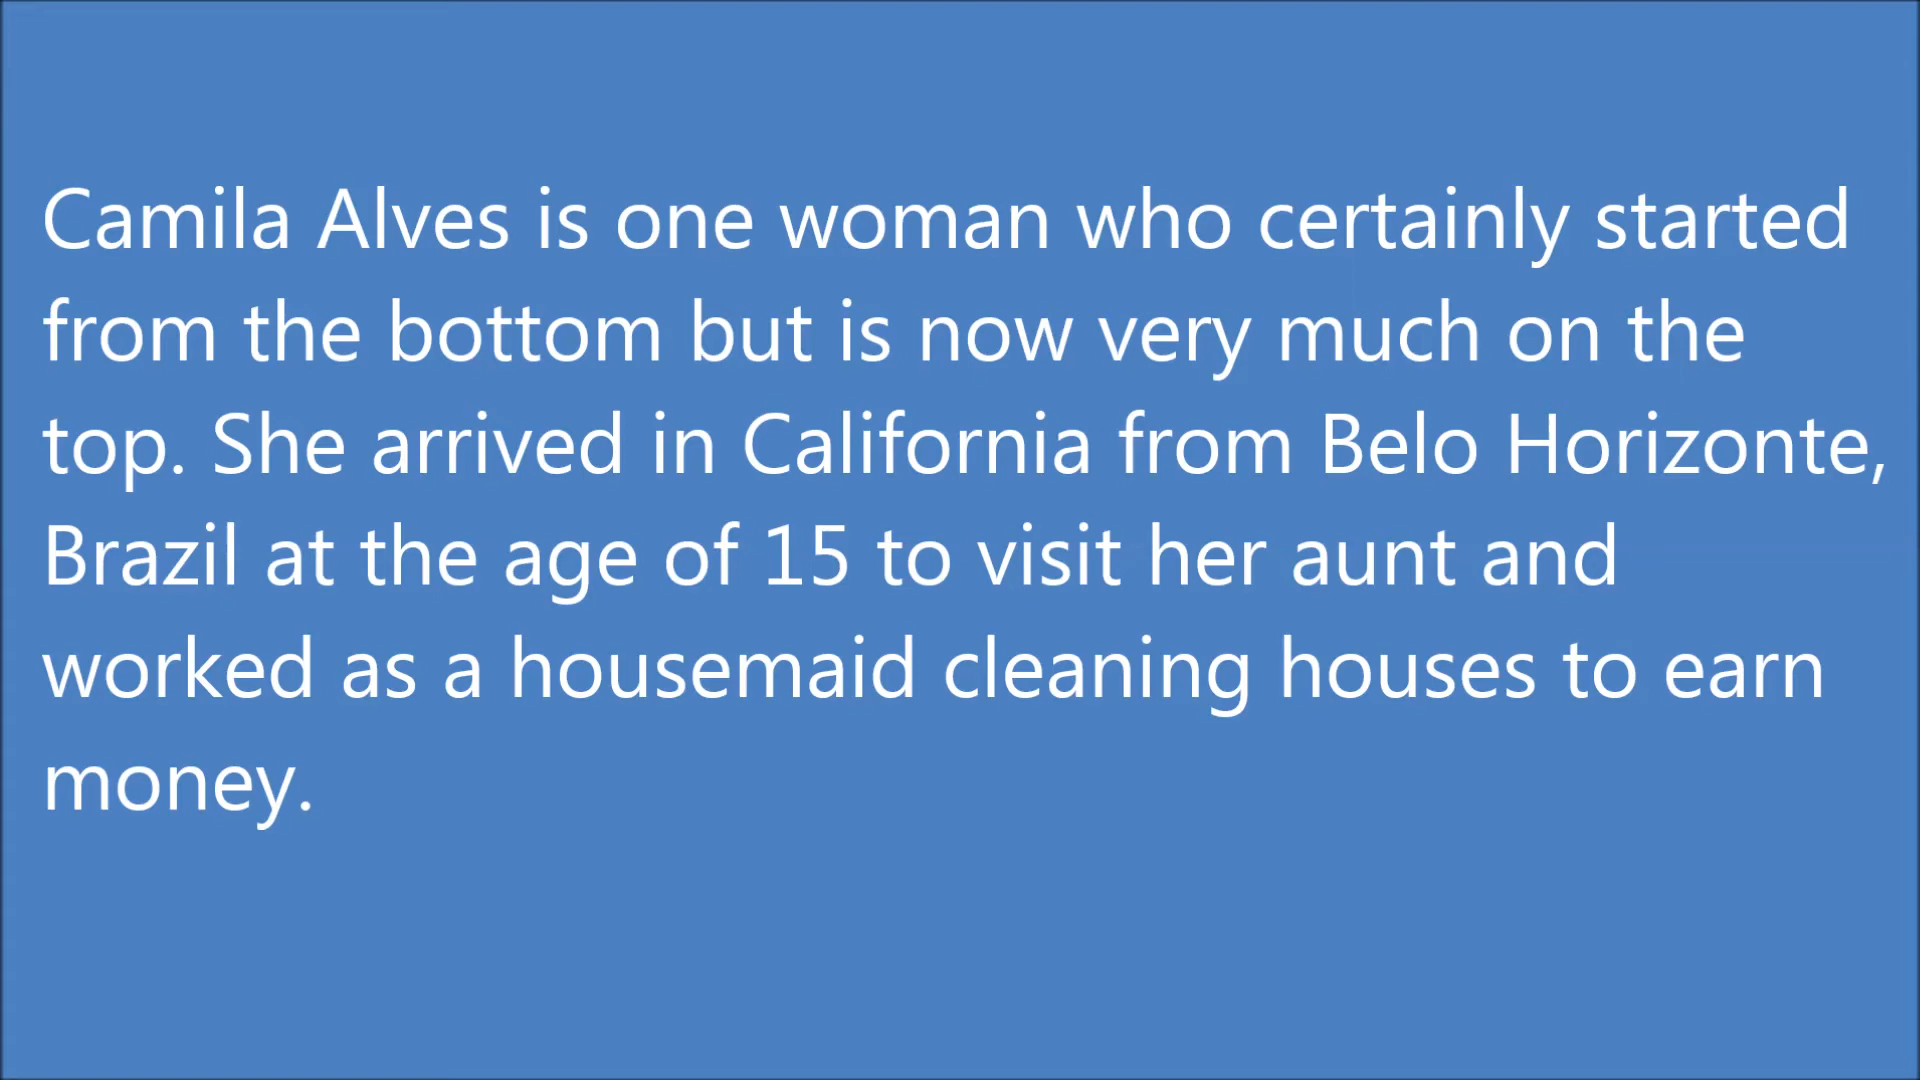 Camila Alves is one woman who certainly started
from the bottom but is now very much on the
top. She arrived in California from Belo Horizonte,
Brazil at the age of 15 to visit her aunt and
worked as a housemaid cleaning houses to earn
money.